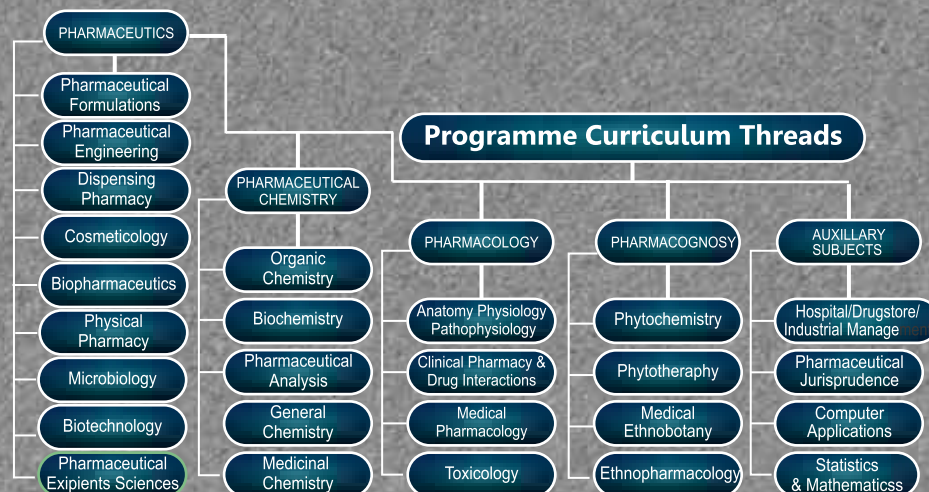 PHARMACEUTICS
Pharmaceutical
Formulations
Pharmaceutical
Engineering
Dispensing
Pharmacy
Cosmeticology
Biopharmaceutics
Physical
Pharmacy
Microbiology
Biotechnology
Pharmaceutical
Exipients Sciences
Programme Curriculum Threads
PHARMACEUTICAL
CHEMISTRY
Organic
Chemistry
Biochemistry
Pharmaceutical
Analysis
General
Chemistry
Medicinal
Chemistry
PHARMACOLOGY
Anatomy Physiology
Pathophysiology
Clinical Pharmacy &
Drug Interactions
Medical
Pharmacology
Toxicology
PHARMACOGNOSY
Phytochemistry
Phytotheraphy
Medical
Ethnobotany
Ethnopharmacology
AUXILLARY
SUBJECTS
Hospital/Drugstore/
Industrial Management
Pharmaceutical
Jurisprudence
Computer
Applications
Statistics
& Mathematicss